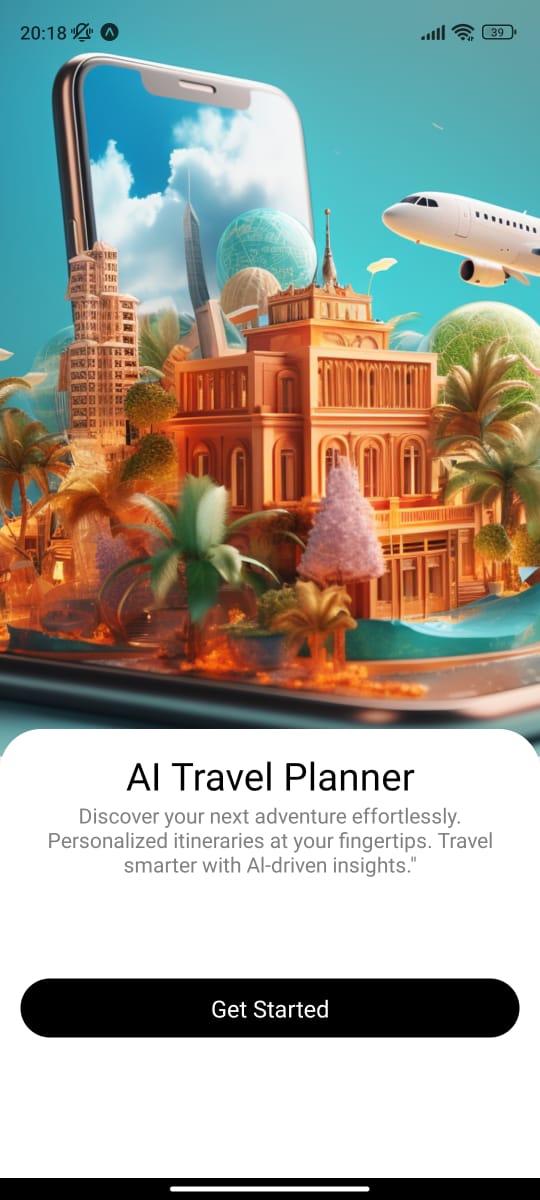 20:18
39
AI Travel Planner
Discover your next adventure effortlessly.
Personalized itineraries at your fingertips. Travel
smarter with AI-driven insights."
Get Started